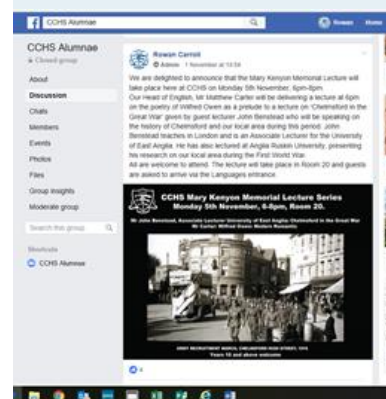 CCHS Alumnae
Rowan Home
CCHS Alumnae
Closed group
About
Discussion
Chats
Members
Events
Photos
Files
Group Insights
Moderate group
Search this group
Shortcuts
CCHS Alumnae
Rowan Carroll
Admin · 1 November at 10:54
We are delighted to announce that the Mary Kenyon Memorial Lecture will
take place here at CCHS on Monday 5th November, 6pm-8pm.
Our Head of English, Mr Matthew Carter will be delivering a lecture at 6pm
on the poetry of Wilfred Owen as a prelude to a lecture on 'Chelmsford in the
Great War' given by guest lecturer John Benstead who will be speaking on
the history of Chelmsford and our local area during this period. John
Benstead teaches in London and is an Associate Lecturer for the University
of East Anglia. He has also lectured at Anglia Ruskin University, presenting
his research on our local area during the First World War.
All are welcome to attend. The lecture will take place in Room 20 and guests
are asked to arrive via the Languages entrance.
CCHS Mary Kenyon Memorial Lecture Series
Monday 5th November, 6-8pm, Room 20.
Mr John Benstead, Associate Lecturer University of East Anglia: Chelmsford in the Great War
Mr Carter: Wilfred Owen: Modern Romantic
ARMY RECRUITMENT MARCH, CHELMSFORD HIGH STREET, 1915
Years 10 and above welcome
4